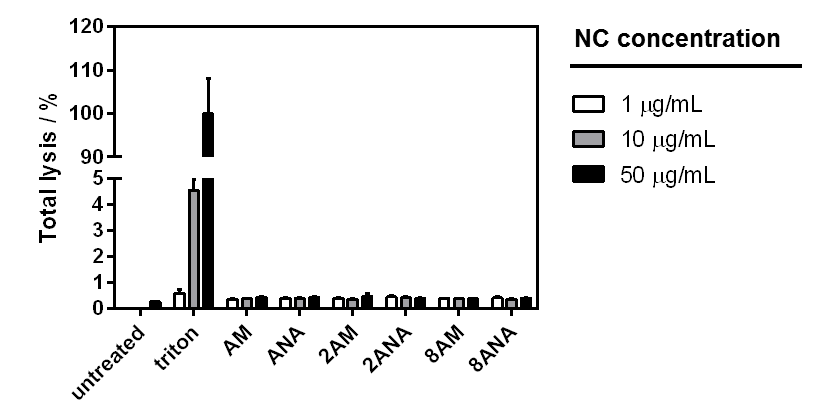 Total lysis / %
120
110
100
90
5
4
3
2
1
0
untreated
triton
AM
ANA
2AM
2ANA
8AM
8ANA
NC concentration
1 μg/mL
10 μg/mL
50 μg/mL